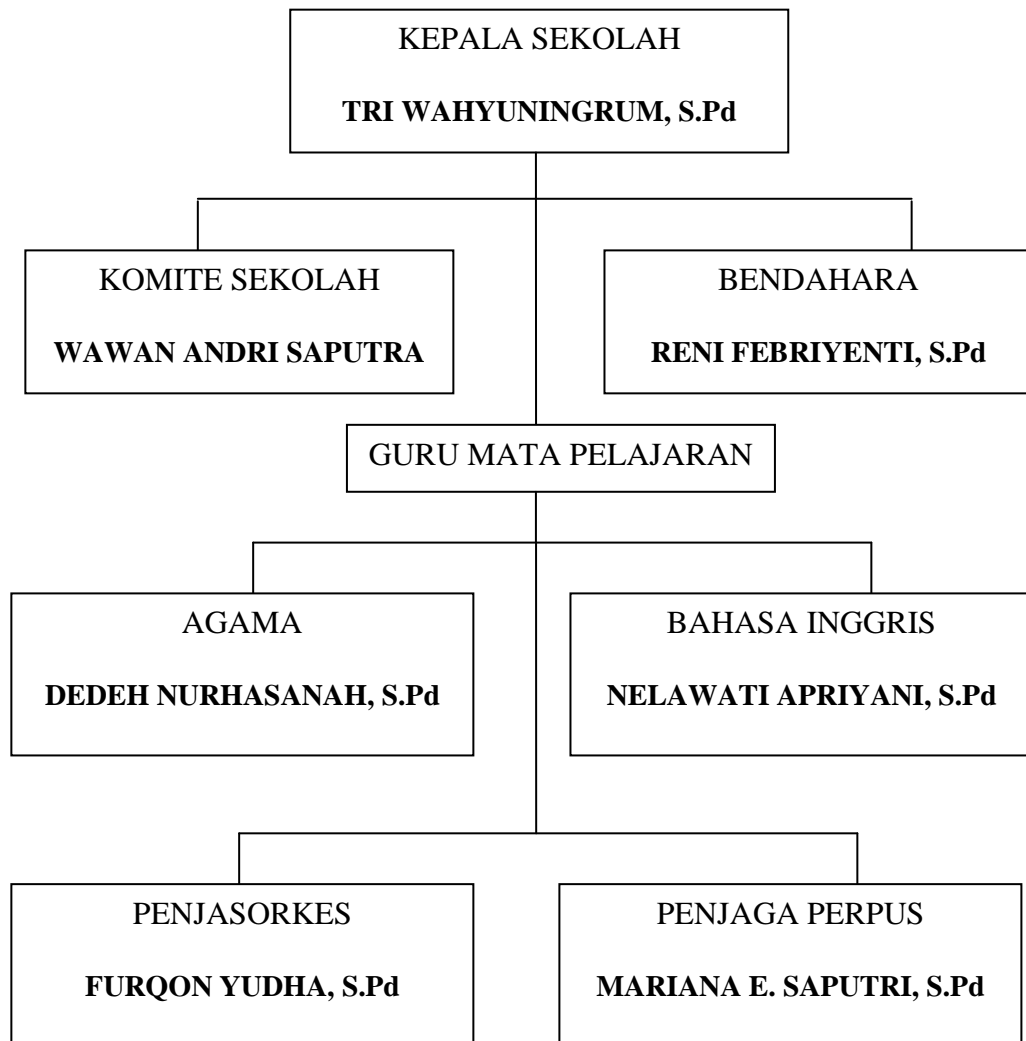 KEPALA SEKOLAH
TRI WAHYUNINGRUM, S.Pd
KOMITE SEKOLAH
WAWAN ANDRI SAPUTRA
BENDAHARA
RENI FEBRIYENTI, S.Pd
GURU MATA PELAJARAN
AGAMA
DEDEH NURHASANAH, S.Pd
BAHASA INGGRIS
NELAWATI APRIYANI, S.Pd
PENJASORKES
FURQON YUDHA, S.Pd
PENJAGA PERPUS
MARIANA E. SAPUTRI, S.Pd